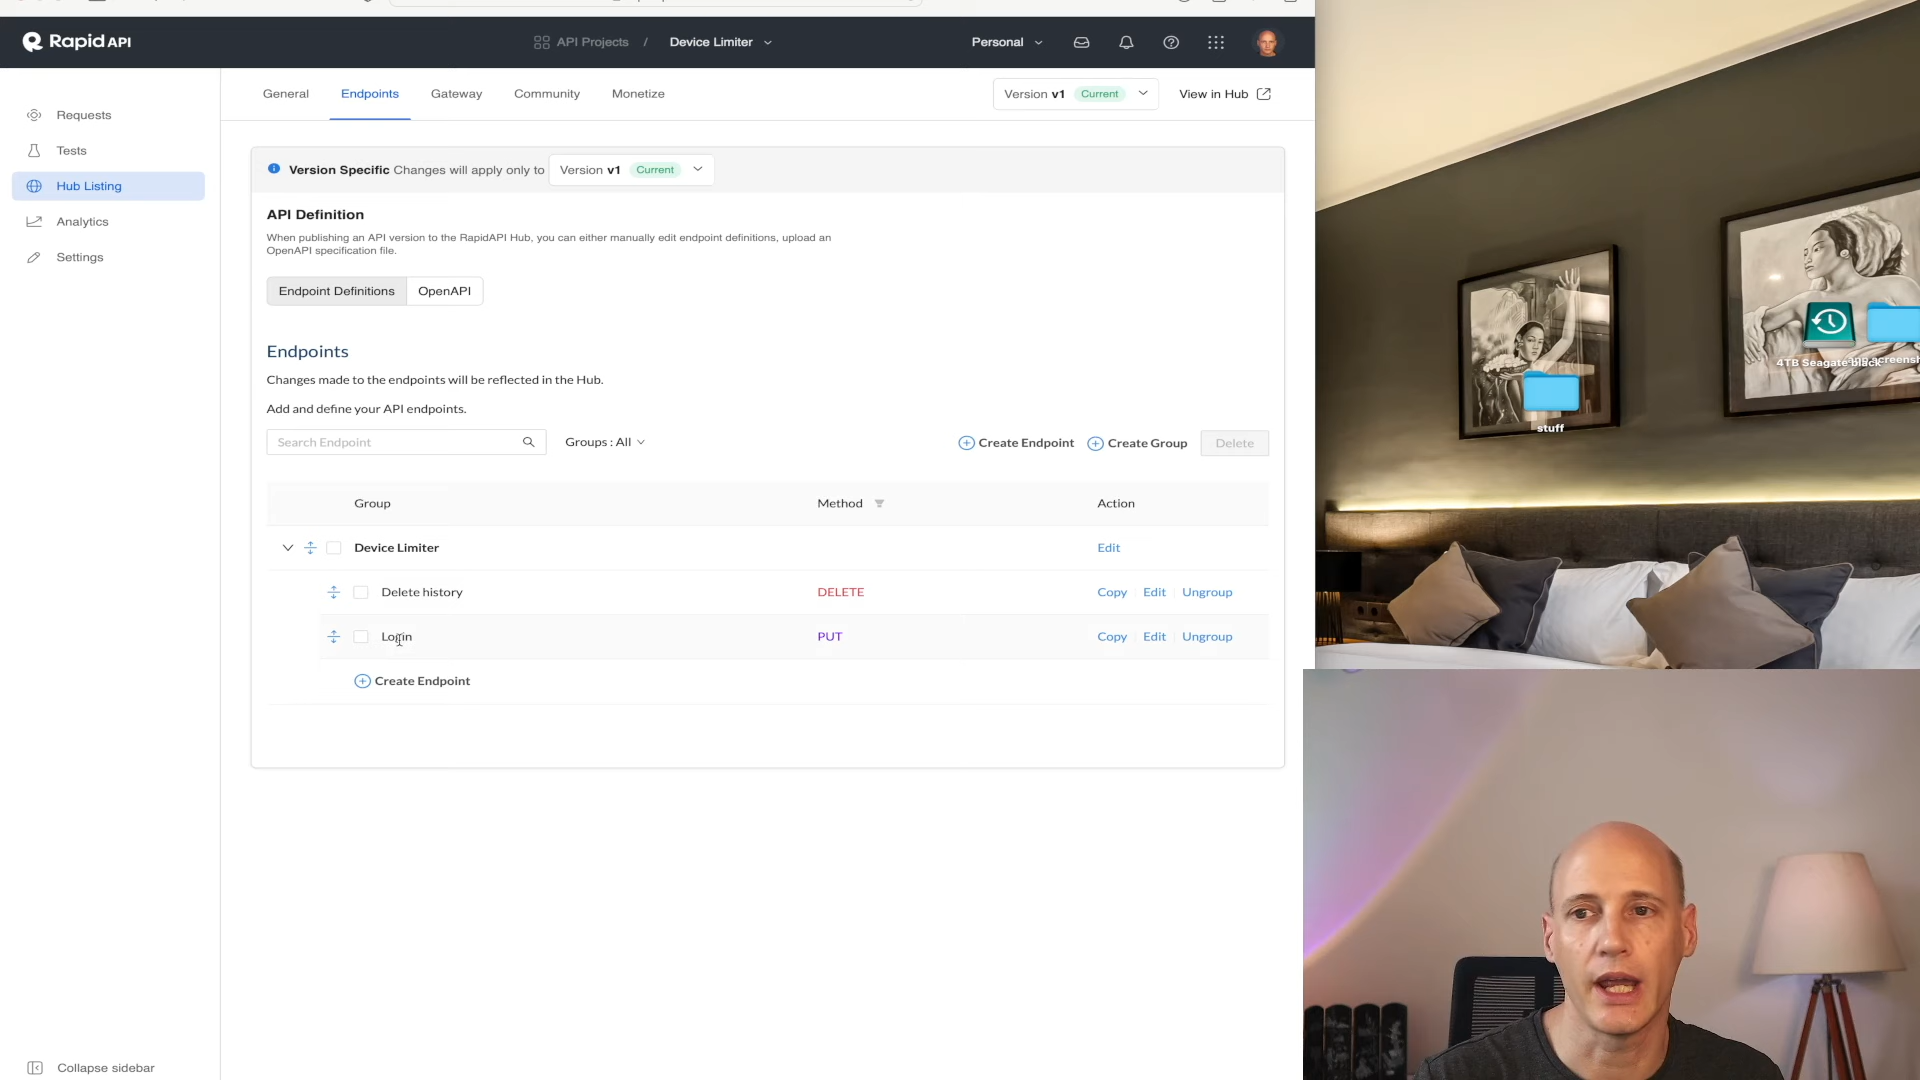 Rapid API
API Projects / Device Limiter
Personal
General Endpoints Gateway Community Monetize
Version v1 Current
View in Hub
Requests
Tests
Hub Listing
Analytics
Settings
Version Specific Changes will apply only to Version v1 Current
API Definition
When publishing an API version to the RapidAPI Hub, you can either manually edit endpoint definitions, upload an
OpenAPI specification file.
Endpoint Definitions OpenAPI
Endpoints
Changes made to the endpoints will be reflected in the Hub.
Add and define your API endpoints.
Search Endpoint Groups : All Create Endpoint Create Group Delete
Group Method Action
Device Limiter Edit
Delete history DELETE Copy Edit Ungroup
Login PUT Copy Edit Ungroup
Create Endpoint
Collapse sidebar
4TB Seagate
stuff